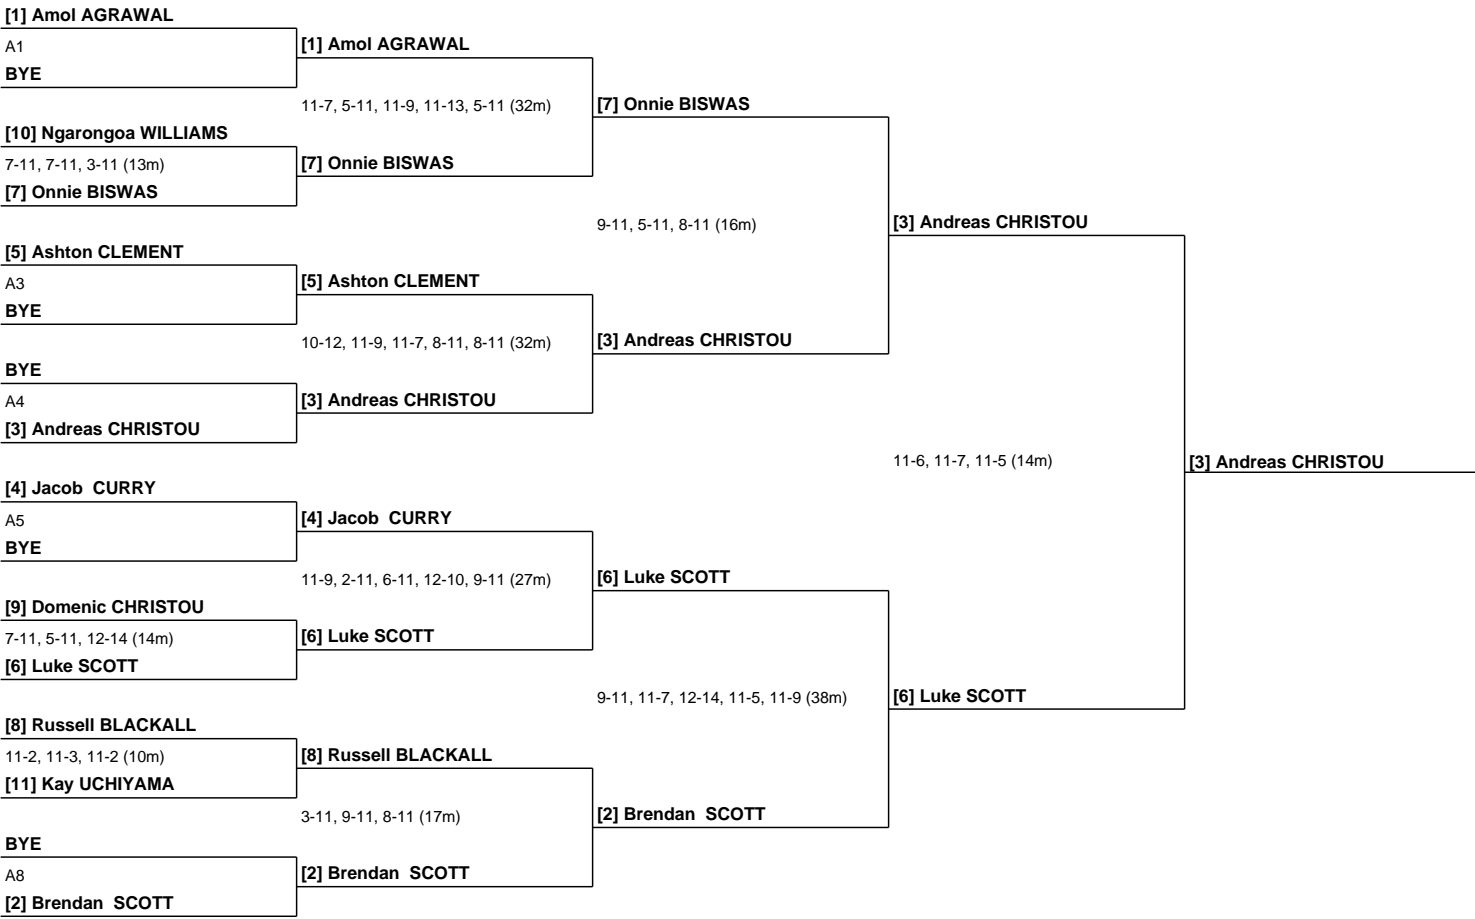 [1] Amol AGRAWAL
A1
BYE
[10] Ngarongoa WILLIAMS
7-11, 7-11, 3-11 (13m)
[7] Onnie BISWAS
[5] Ashton CLEMENT
A3
BYE
BYE
A4
[3] Andreas CHRISTOU
[4] Jacob  CURRY
A5
BYE
[9] Domenic CHRISTOU
7-11, 5-11, 12-14 (14m)
[6] Luke SCOTT
[8] Russell BLACKALL
11-2, 11-3, 11-2 (10m)
[11] Kay UCHIYAMA
BYE
A8
[2] Brendan  SCOTT
[1] Amol AGRAWAL
11-7, 5-11, 11-9, 11-13, 5-11 (32m)
[7] Onnie BISWAS
[5] Ashton CLEMENT
10-12, 11-9, 11-7, 8-11, 8-11 (32m)
[3] Andreas CHRISTOU
[4] Jacob  CURRY
11-9, 2-11, 6-11, 12-10, 9-11 (27m)
[6] Luke SCOTT
[8] Russell BLACKALL
3-11, 9-11, 8-11 (17m)
[2] Brendan  SCOTT
[7] Onnie BISWAS
9-11, 5-11, 8-11 (16m)
[3] Andreas CHRISTOU
[6] Luke SCOTT
9-11, 11-7, 12-14, 11-5, 11-9 (38m)
[2] Brendan  SCOTT
[3] Andreas CHRISTOU
11-6, 11-7, 11-5 (14m)
[6] Luke SCOTT
[3] Andreas CHRISTOU